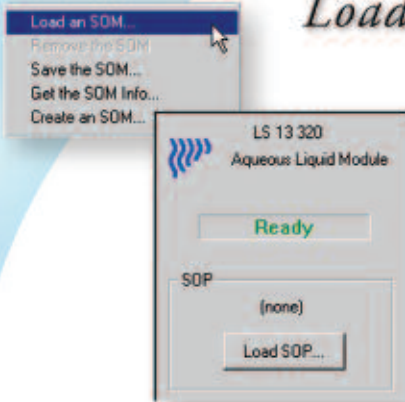 Load
Load an SOM...
Remove the SOM
Save the SOM...
Get the SOM Info...
Create an SOM...
LS 13 320
Aqueous Liquid Module
Ready
SOP
(none)
Load SOP...